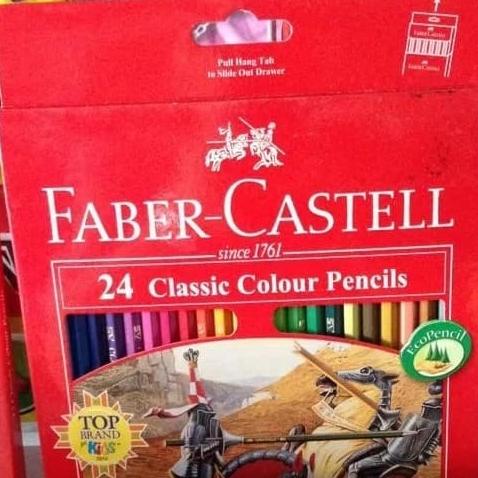 Pull Hang Tab
to Slide Out Drawer
FABER-CASTELL
since 1761
24 Classic Colour Pencils
EcoPencil
TOP
BRAND
for
KIDS